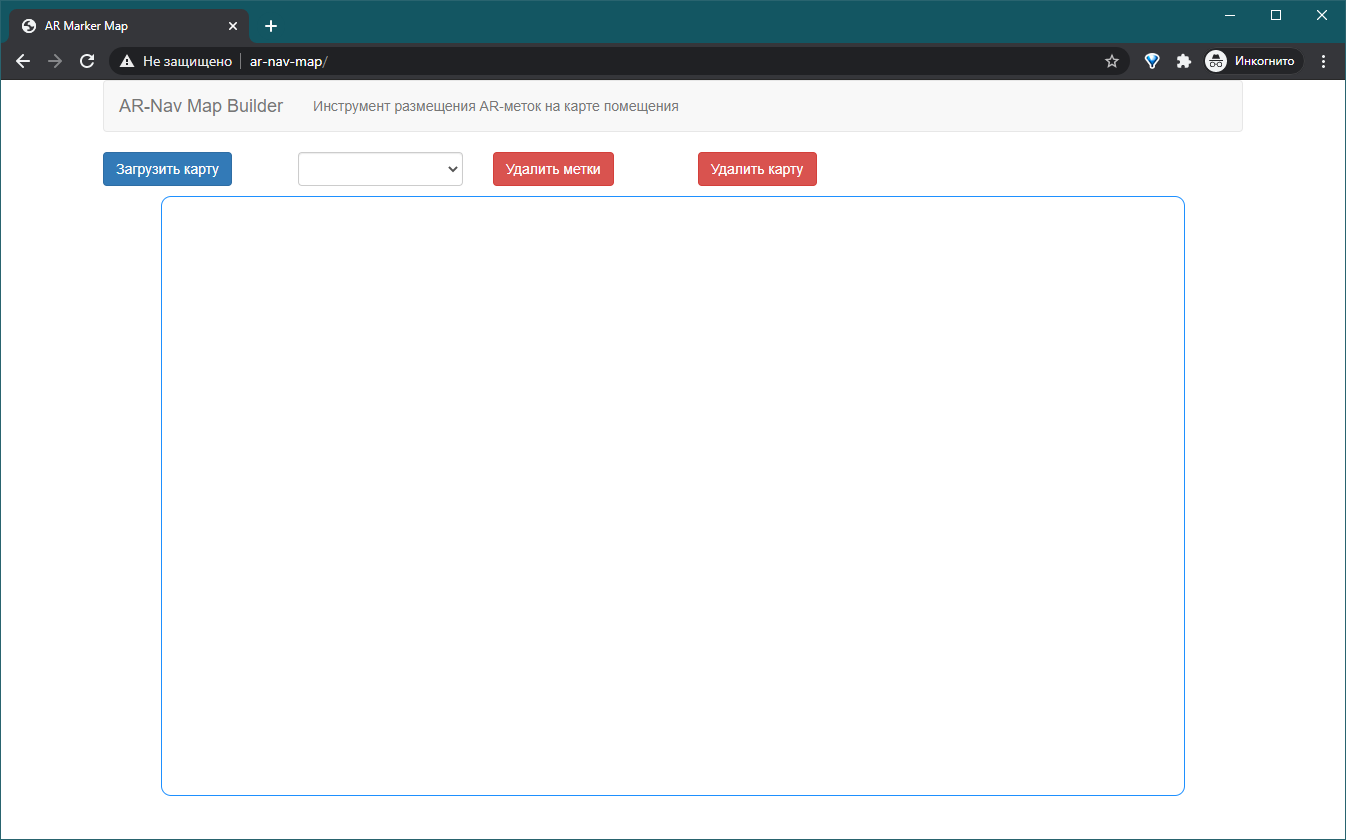 AR Marker Map
Не защищено ar-nav-map/ Инкогнито
AR-Nav Map Builder Инструмент размещения AR-меток на карте помещения
Загрузить карту Удалить метки Удалить карту